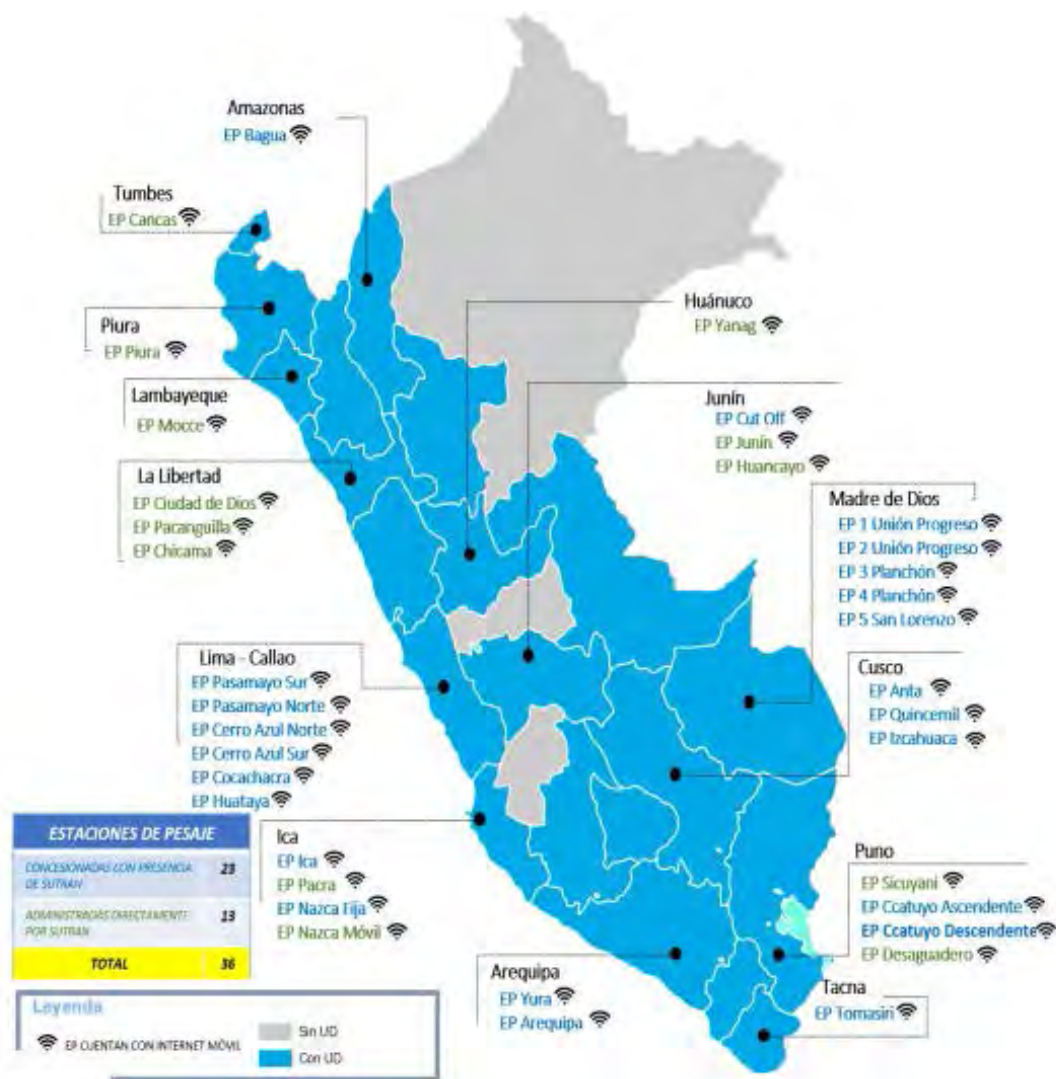 Amazonas
EP Bagua
Tumbes
EP Cancas
Piura
EP Piura
Lambayeque
EP Mocce
La Libertad
EP Ciudad de Dios
EP Pacanguilla
EP Chicama
Huánuco
EP Yanag
Junín
EP Cut Off
EP Junín
EP Huancayo
Madre de Dios
EP 1 Unión Progreso
EP 2 Unión Progreso
EP 3 Planchón
EP 4 Planchón
EP 5 San Lorenzo
Lima - Callao
EP Pasamayo Sur
EP Pasamayo Norte
EP Cerro Azul Norte
EP Cerro Azul Sur
EP Cocachacra
EP Huataya
Cusco
EP Anta
EP Quincemil
EP Izcahuaca
Ica
EP Ica
EP Pacra
EP Nazca Fija
EP Nazca Móvil
Puno
EP Sicuyani
EP Ccatuyo Ascendente
EP Ccatuyo Descendente
EP Desaguadero
Arequipa
EP Yura
EP Arequipa
Tacna
EP Tomasiri
ESTACIONES DE PESAJE
CONCESIONADAS CON PRESENCIA DE SUTRAN 23
ADMINISTRADAS DIRECTAMENTE POR SUTRAN 13
TOTAL 36
Leyenda
EP CUENTAN CON INTERNET MÓVIL
Sin UD
Con UD